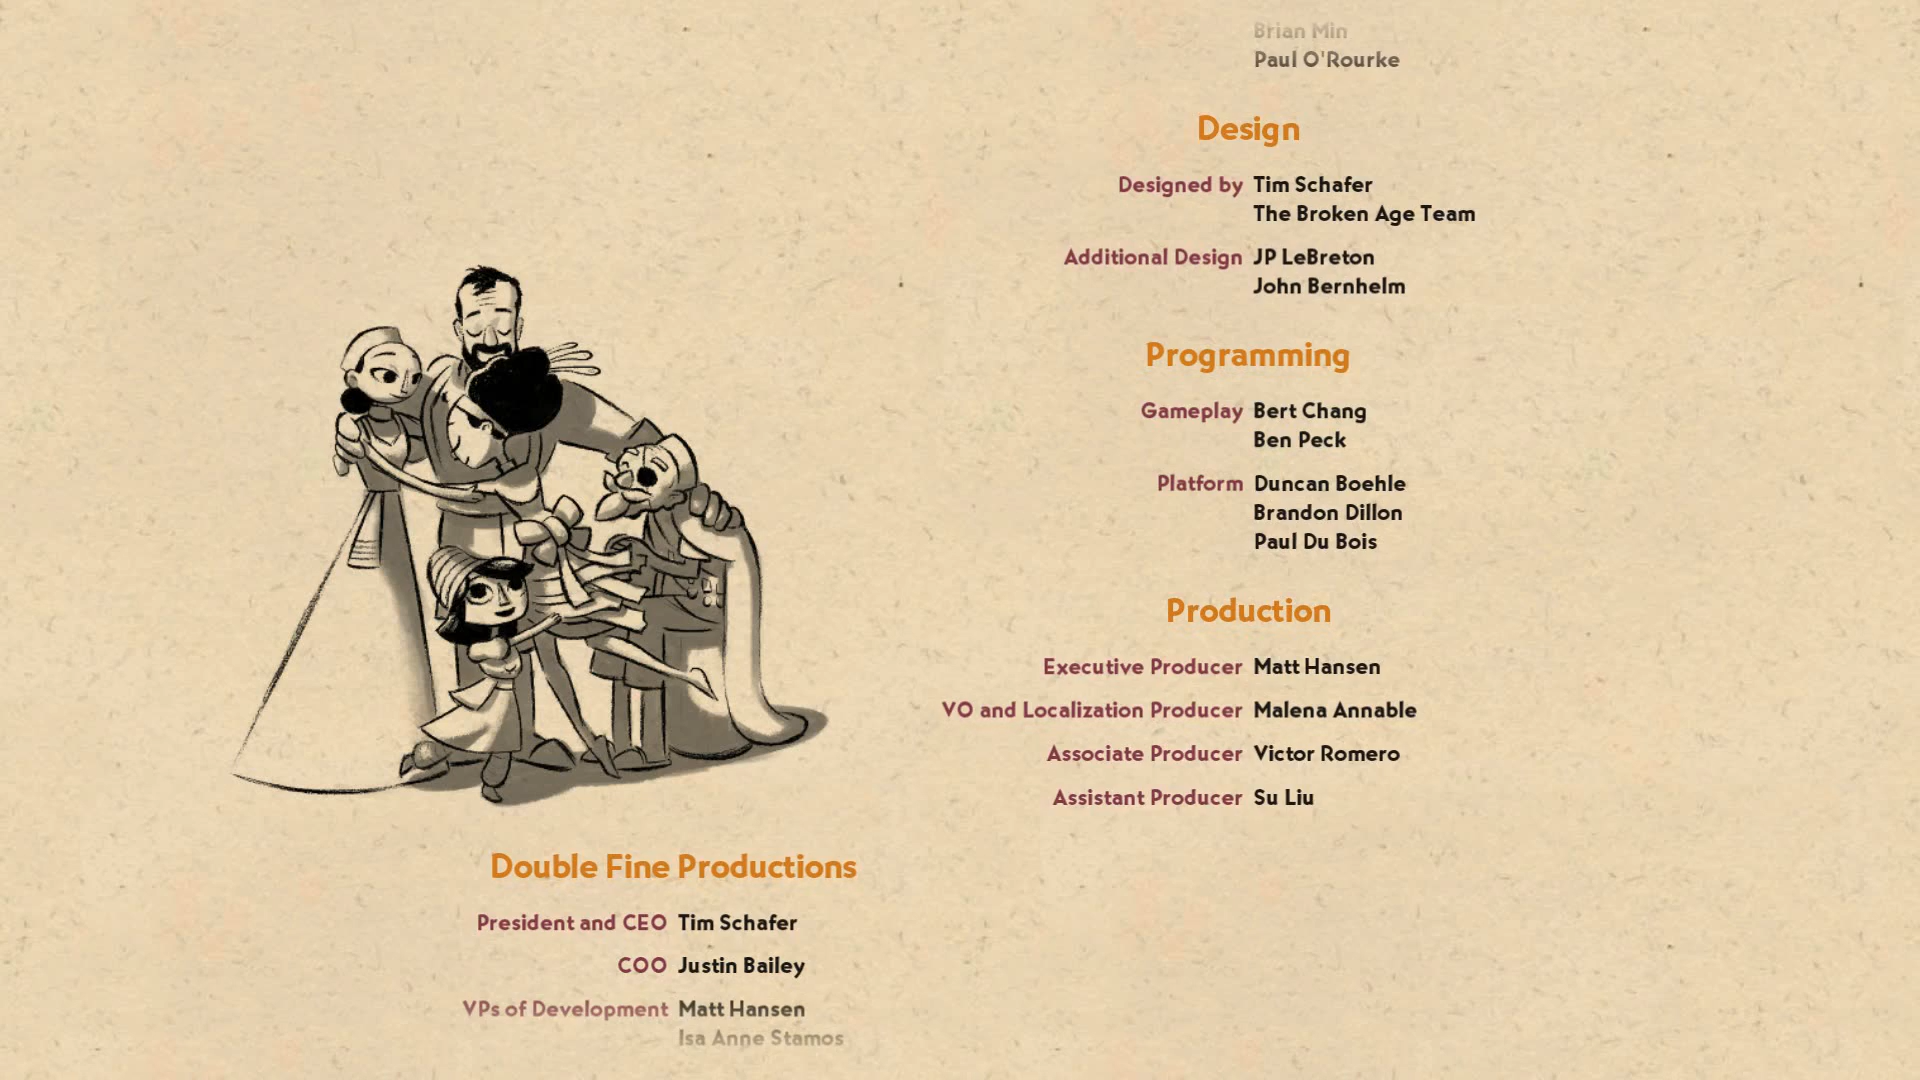 Brian Min
Paul O'Rourke
Design
Designed by Tim Schafer
The Broken Age Team
Additional Design JP LeBreton
John Bernhelm
Programming
Gameplay Bert Chang
Ben Peck
Platform Duncan Boehle
Brandon Dillon
Paul Du Bois
Production
Executive Producer Matt Hansen
VO and Localization Producer Malena Annable
Associate Producer Victor Romero
Assistant Producer Su Liu
Double Fine Productions
President and CEO Tim Schafer
COO Justin Bailey
VPs of Development Matt Hansen
Isa Anne Stamos